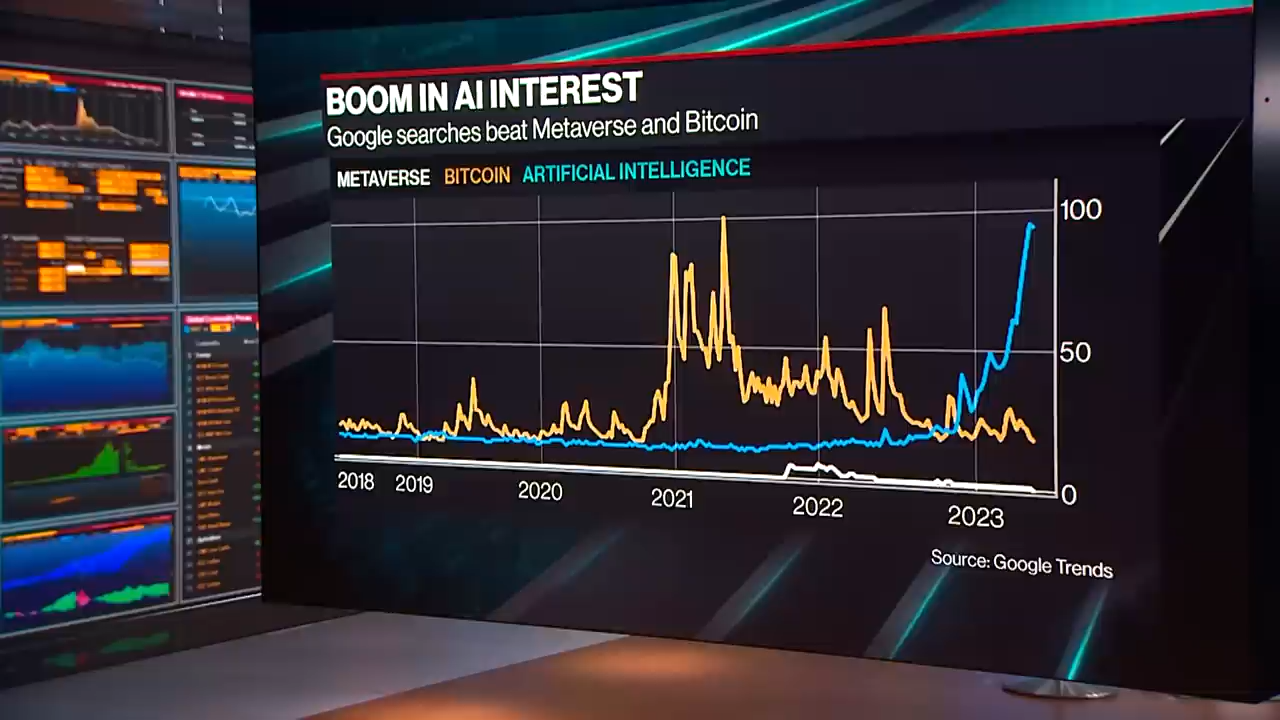 BOOM IN AI INTEREST
Google searches beat Metaverse and Bitcoin
METAVERSE BITCOIN ARTIFICIAL INTELLIGENCE
100
50
0
2018 2019 2020 2021 2022 2023
Source: Google Trends